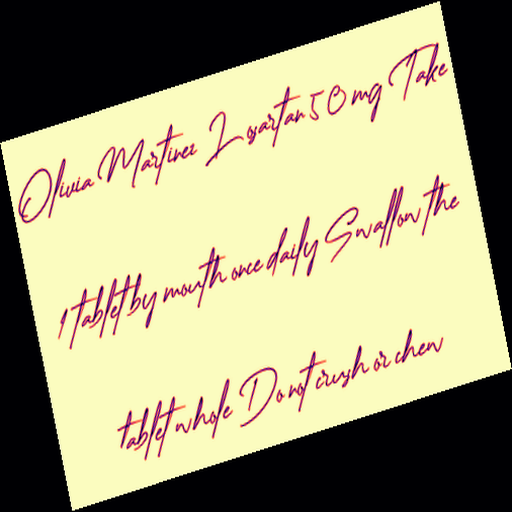 Olivia Martinez Losartan 50 mg Take
1 tablet by mouth once daily Swallow the
tablet whole Do not crush or chew